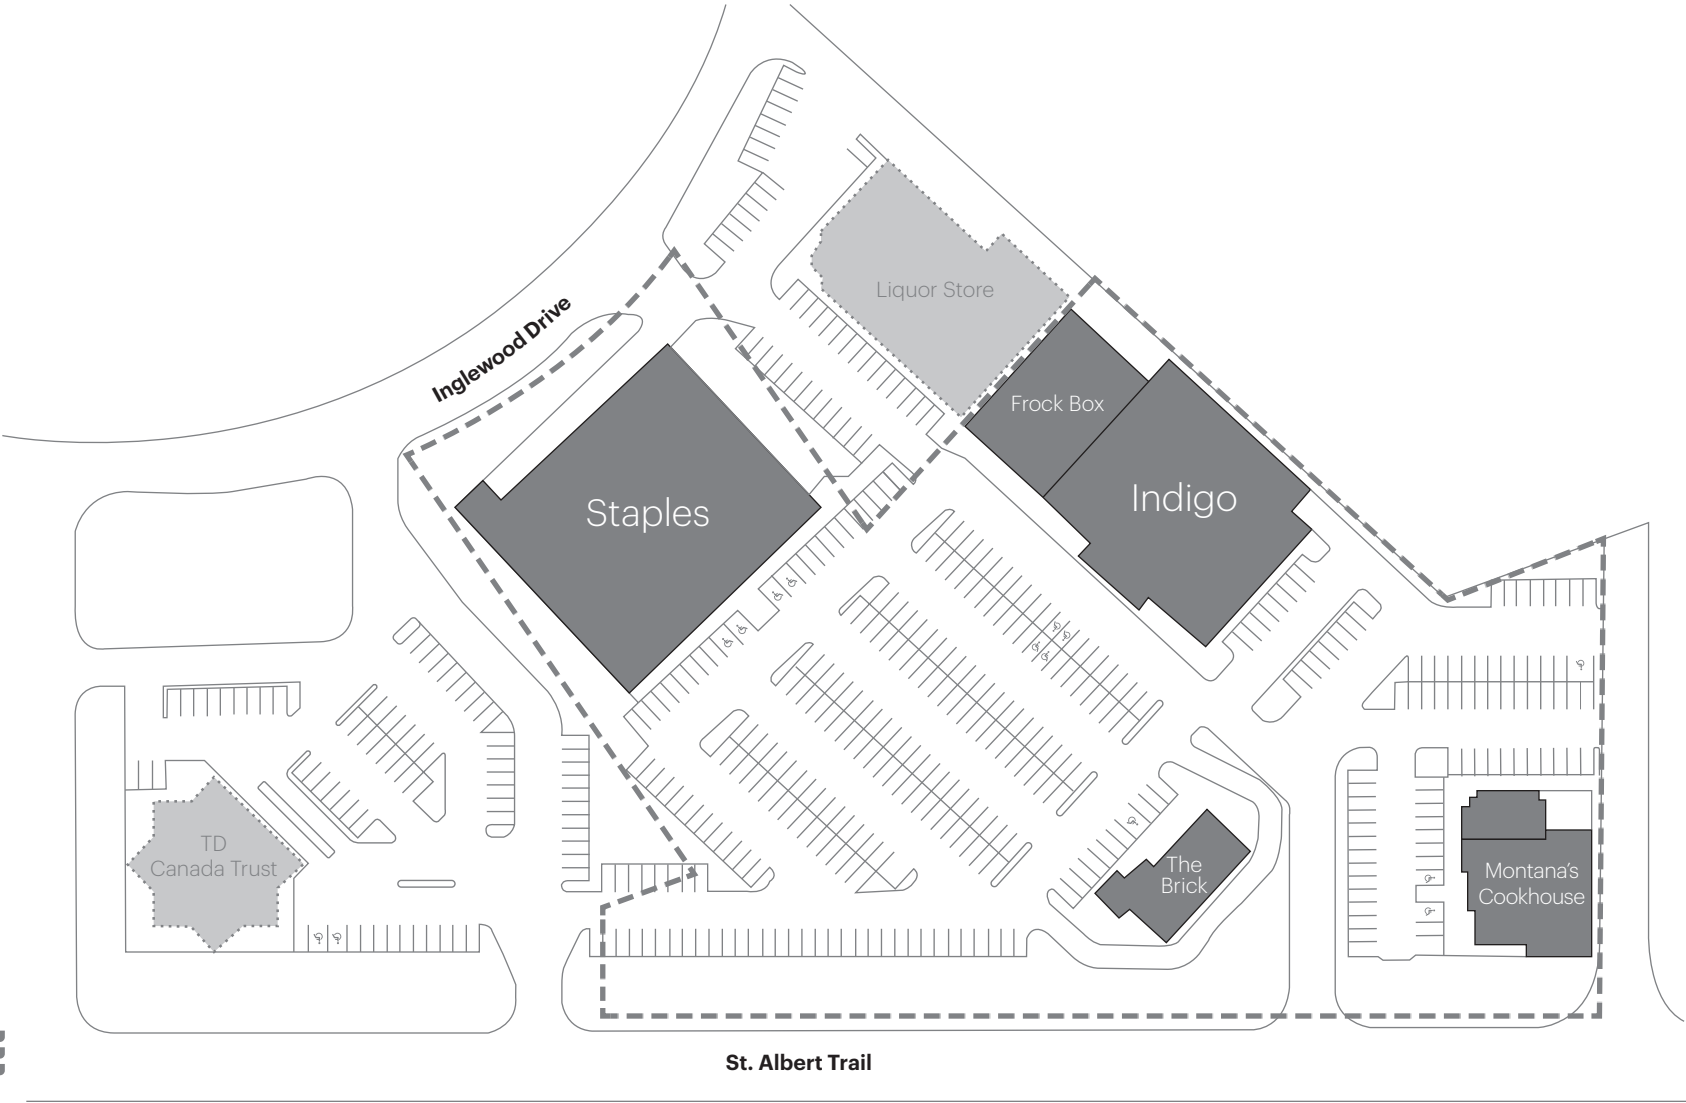 Inglewood Drive
Liquor Store
Frock Box
Indigo
Staples
TD
Canada Trust
The
Brick
Montana's
Cookhouse
St. Albert Trail